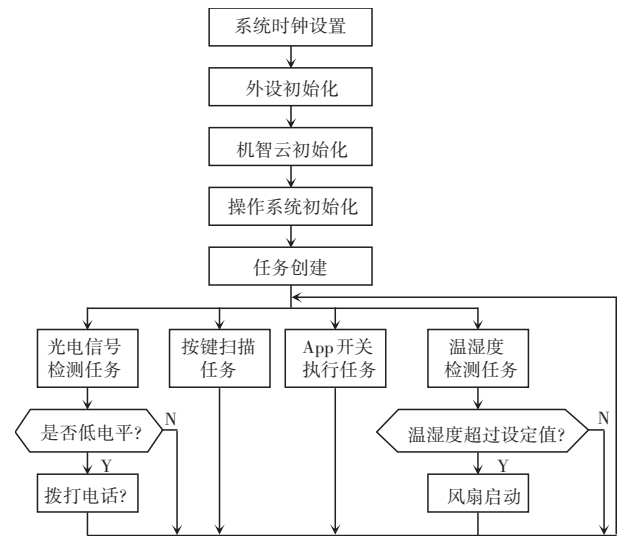 系统时钟设置
外设初始化
机智云初始化
操作系统初始化
任务创建
光电信号
检测任务
按键扫描
任务
App开关
执行任务
温湿度
检测任务
是否低电平?
N
温湿度超过设定值?
N
Y
Y
拨打电话?
风扇启动